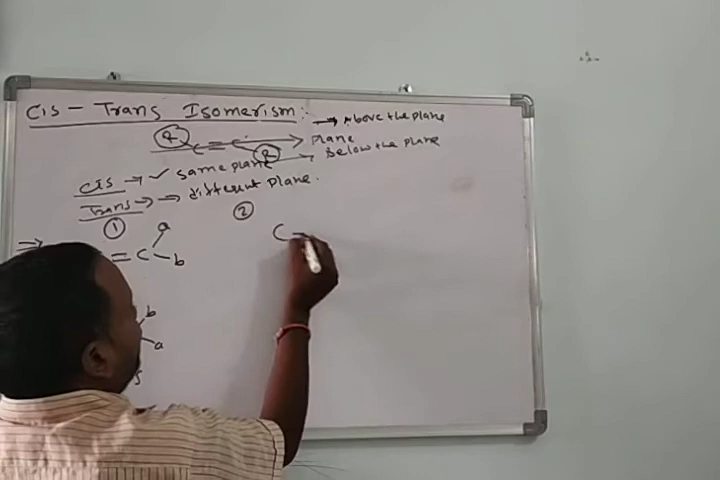 Cis - Trans Isomerism :
→ Above the plane
R C = C R → Plane
→ Below the plane
CIS → ✓ same plane
Trans → → different plane.
① ②
⇒ = C a b
C =
b
a
s